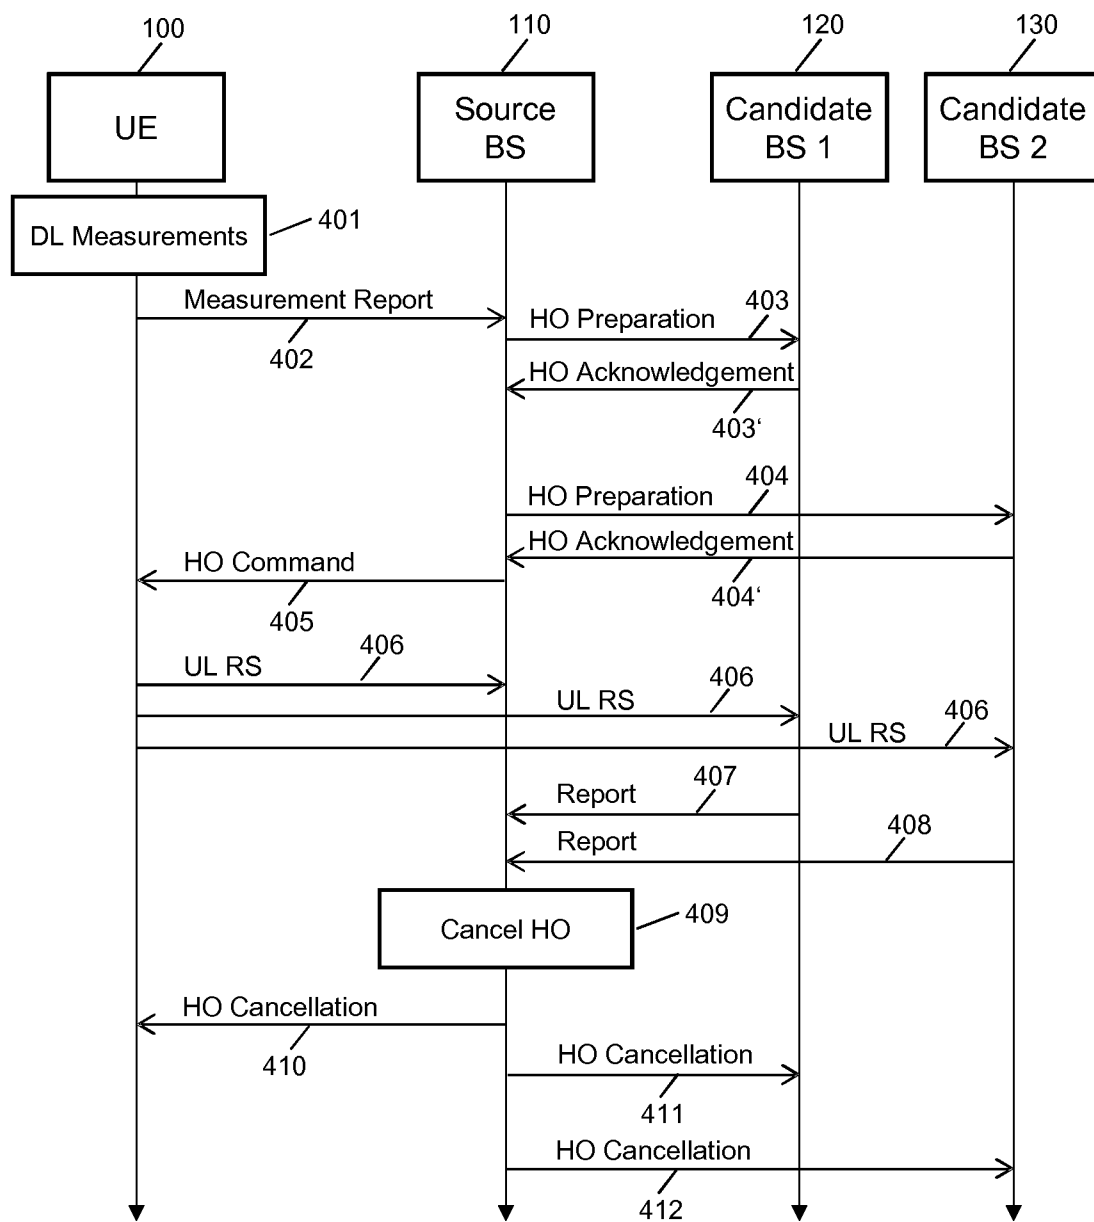 100
110
120
130
UE
Source
BS
Candidate
BS 1
Candidate
BS 2
DL Measurements
401
Measurement Report
402
HO Preparation
403
HO Acknowledgement
403‘
HO Preparation
404
HO Acknowledgement
404‘
HO Command
405
UL RS
406
UL RS
406
UL RS
406
Report
407
Report
408
Cancel HO
409
HO Cancellation
410
HO Cancellation
411
HO Cancellation
412